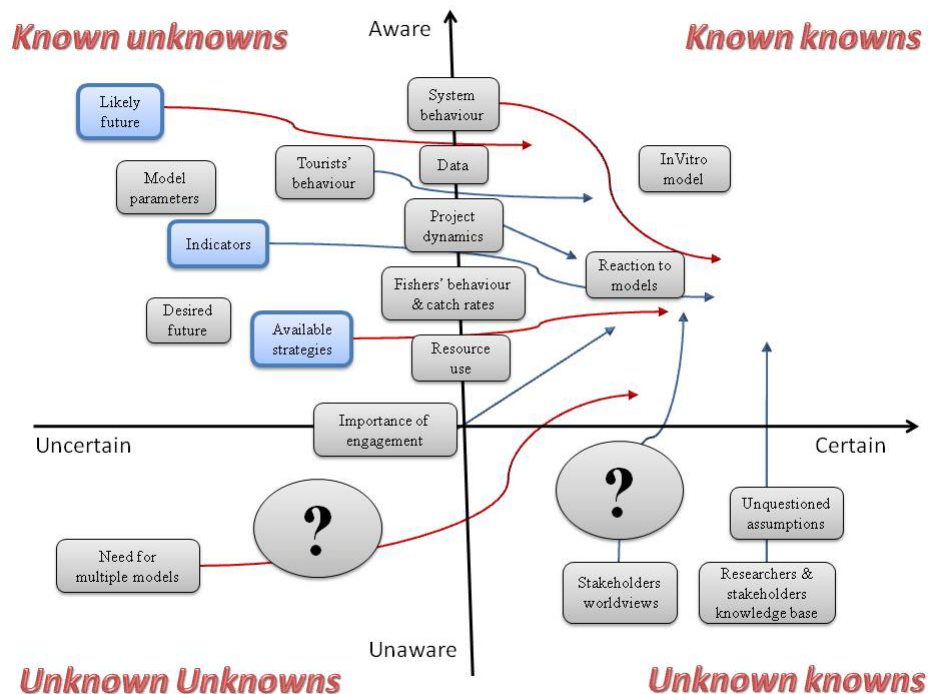 Known unknowns
Aware
Known knowns
Likely
future
System
behaviour
Tourists'
behaviour
Data
InVitro
model
Model
parameters
Project
dynamics
Indicators
Reaction to
models
Fishers' behaviour
& catch rates
Desired
future
Available
strategies
Resource
use
Importance of
engagement
Uncertain
Certain
?
?
Unquestioned
assumptions
Need for
multiple models
Stakeholders
worldviews
Researchers &
stakeholders
knowledge base
Unaware
Unknown Unknowns
Unknown knowns